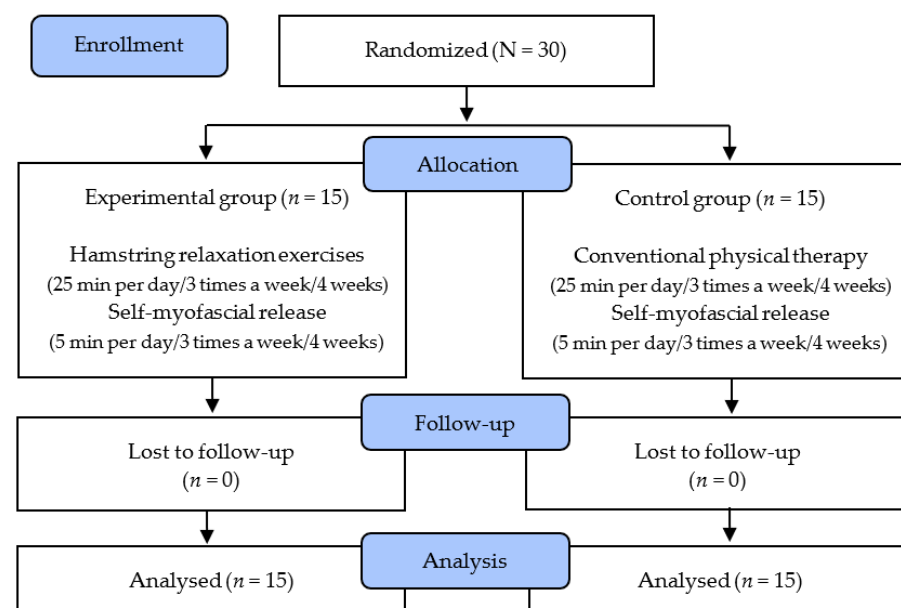 Enrollment
Randomized (N = 30)
Allocation
Experimental group (n = 15)
Hamstring relaxation exercises
(25 min per day/3 times a week/4 weeks)
Self-myofascial release
(5 min per day/3 times a week/4 weeks)
Control group (n = 15)
Conventional physical therapy
(25 min per day/3 times a week/4 weeks)
Self-myofascial release
(5 min per day/3 times a week/4 weeks)
Follow-up
Lost to follow-up
(n = 0)
Lost to follow-up
(n = 0)
Analysis
Analysed (n = 15)
Analysed (n = 15)